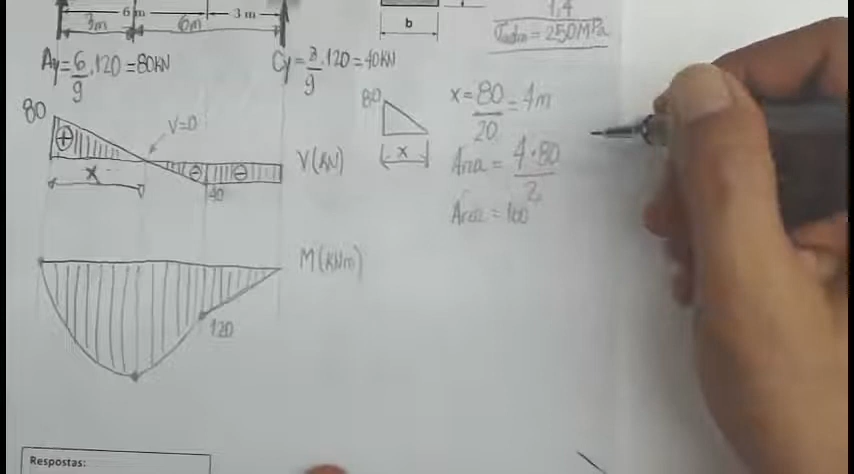 6 m
3 m
3m
6m
b
1,4
= 250MPa
Ay = 6/9 . 120 = 80KN
Cy = 3/9 . 120 = 40KN
80
V=0
x
40
V(KN)
80
x
x = 80/20 = 4m
Área = 4·80/2
Área = 160
M(KNm)
120
Respostas: